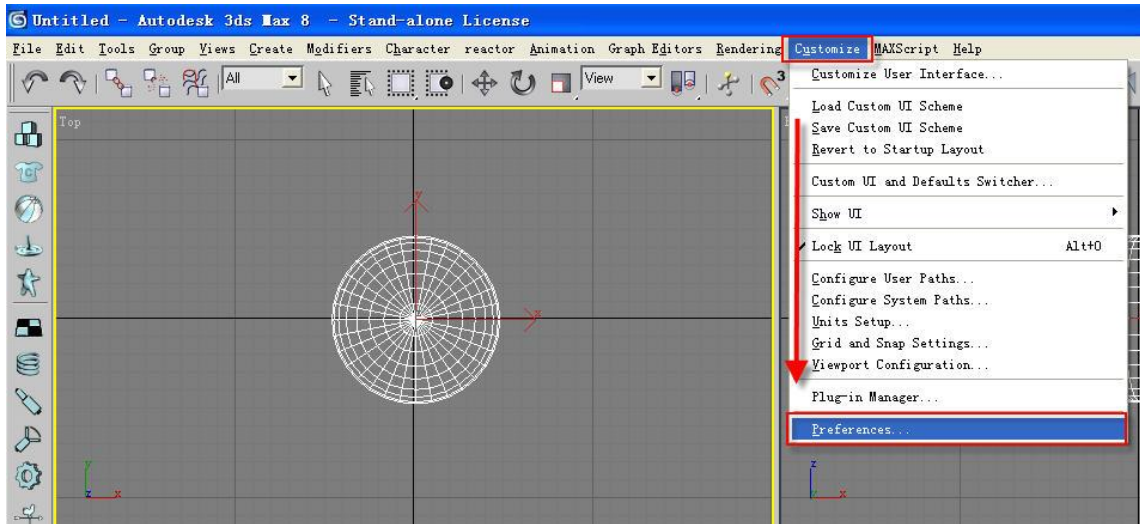 Untitled - Autodesk 3ds Max 8 - Stand-alone License
File Edit Tools Group Views Create Modifiers Character reactor Animation Graph Editors Rendering Customize MAXScript Help
All
View
3
Customize User Interface...
Load Custom UI Scheme
Save Custom UI Scheme
Revert to Startup Layout
Custom UI and Defaults Switcher...
Show UI
Lock UI Layout Alt+0
Configure User Paths...
Configure System Paths...
Units Setup...
Grid and Snap Settings...
Viewport Configuration...
Plug-in Manager...
Preferences...
Top
y
x
y
z x
z
y x